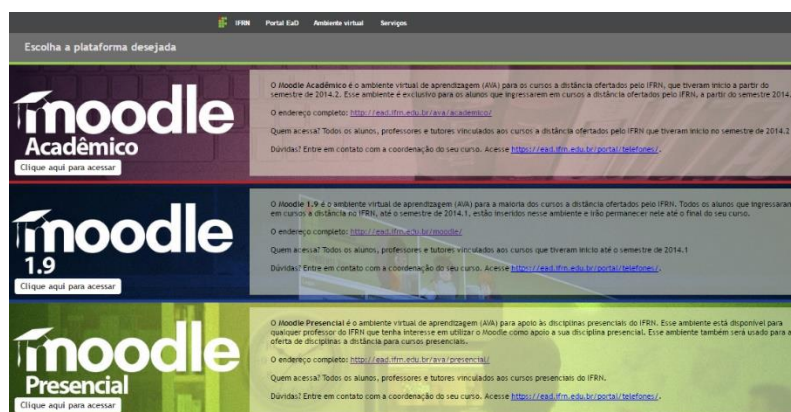 IFRN Portal EaD Ambiente virtual Serviços
Escolha a plataforma desejada
moodle
Acadêmico
Clique aqui para acessar
O Moodle Acadêmico é o ambiente virtual de aprendizagem (AVA) para os cursos a distância ofertados pelo IFRN, que tiveram início a partir do
semestre de 2014.2. Esse ambiente é exclusivo para os alunos que ingressarem em cursos a distância ofertados pelo IFRN, a partir do semestre 2014.
O endereço completo: http://ead.ifrn.edu.br/ava/academico/
Quem acessa? Todos os alunos, professores e tutores vinculados aos cursos a distância ofertados pelo IFRN que tiveram início no semestre de 2014.2
Dúvidas? Entre em contato com a coordenação do seu curso. Acesse https://ead.ifrn.edu.br/portal/telefones/.
moodle
1.9
Clique aqui para acessar
O Moodle 1.9 é o ambiente virtual de aprendizagem (AVA) para a maioria dos cursos a distância ofertados pelo IFRN. Todos os alunos que ingressaram
em cursos a distância no IFRN, até o semestre de 2014.1, estão inseridos nesse ambiente e irão permanecer nele até o final do seu curso.
O endereço completo: http://ead.ifrn.edu.br/moodle/
Quem acessa? Todos os alunos, professores e tutores vinculados aos cursos que tiveram início até o semestre de 2014.1
Dúvidas? Entre em contato com a coordenação do seu curso. Acesse https://ead.ifrn.edu.br/portal/telefones/.
moodle
Presencial
Clique aqui para acessar
O Moodle Presencial é o ambiente virtual de aprendizagem (AVA) para apoio às disciplinas presenciais do IFRN. Esse ambiente está disponível para
qualquer professor do IFRN que tenha interesse em utilizar o Moodle como apoio a sua disciplina presencial. Esse ambiente também será usado para a
oferta de disciplinas a distância para cursos presenciais.
O endereço completo: http://ead.ifrn.edu.br/ava/presencial/
Quem acessa? Todos os alunos, professores e tutores vinculados aos cursos presenciais do IFRN.
Dúvidas? Entre em contato com a coordenação do seu curso. Acesse https://ead.ifrn.edu.br/portal/telefones/.